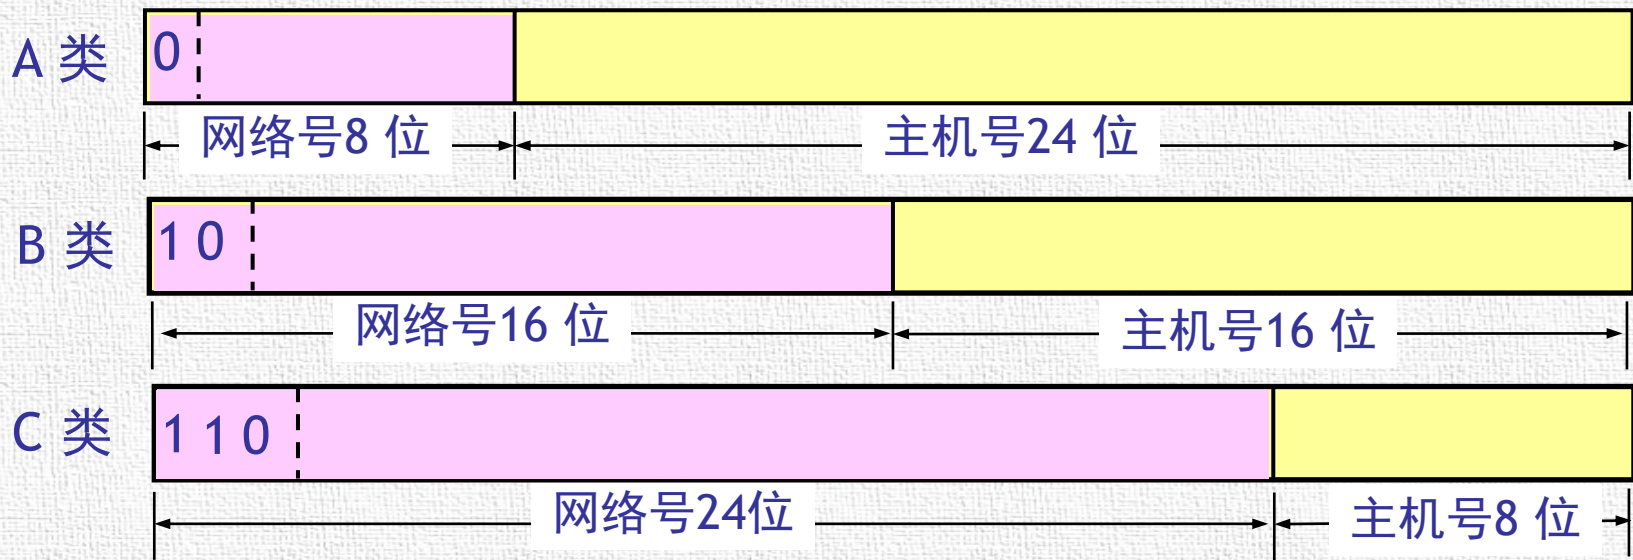 A 类 0
网络号8 位 主机号24 位
B 类 1 0
网络号16 位 主机号16 位
C 类 1 1 0
网络号24位 主机号8 位